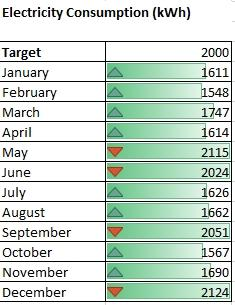 Electricity Consumption (kWh)
Target 2000
January 1611
February 1548
March 1747
April 1614
May 2115
June 2024
July 1626
August 1662
September 2051
October 1567
November 1690
December 2124